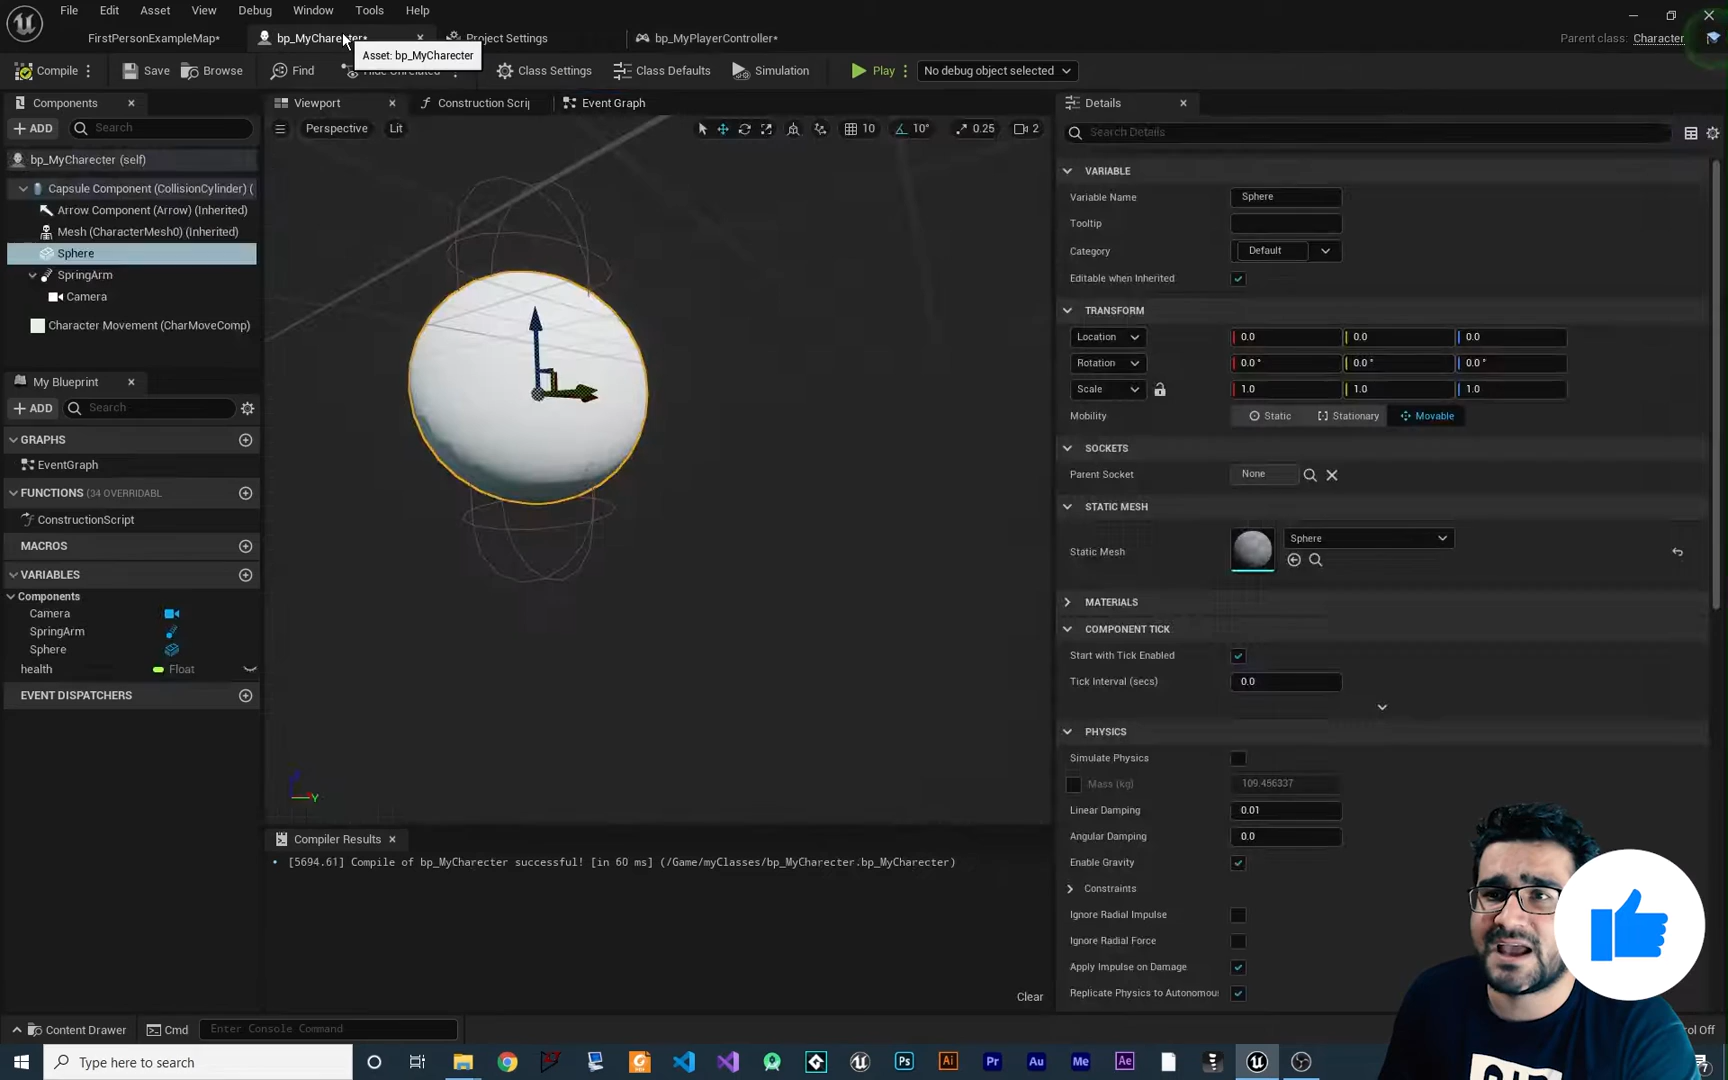 File Edit Asset View Debug Window Tools Help
FirstPersonExampleMap* bp_MyCharecter* Project Settings bp_MyPlayerController*
Parent class: Character
Asset: bp_MyCharecter
Compile Save Browse Find Hide Unrelated Class Settings Class Defaults Simulation Play No debug object selected
Components
ADD Search
bp_MyCharecter (self)
Capsule Component (CollisionCylinder) (
Arrow Component (Arrow) (Inherited)
Mesh (CharacterMesh0) (Inherited)
Sphere
SpringArm
Camera
Character Movement (CharMoveComp)
My Blueprint
ADD Search
GRAPHS
EventGraph
FUNCTIONS (34 OVERRIDABL
ConstructionScript
MACROS
VARIABLES
Components
Camera
SpringArm
Sphere
health Float
EVENT DISPATCHERS
Viewport Construction Scrip Event Graph
Perspective Lit 10 10° 0.25 2
Y
Compiler Results
[5694.61] Compile of bp_MyCharecter successful! [in 60 ms] (/Game/myClasses/bp_MyCharecter.bp_MyCharecter)
Clear
Details
Search Details
VARIABLE
Variable Name Sphere
Tooltip
Category Default
Editable when Inherited
TRANSFORM
Location 0.0 0.0 0.0
Rotation 0.0 ° 0.0 ° 0.0 °
Scale 1.0 1.0 1.0
Mobility Static Stationary Movable
SOCKETS
Parent Socket None
STATIC MESH
Static Mesh Sphere
MATERIALS
COMPONENT TICK
Start with Tick Enabled
Tick Interval (secs) 0.0
PHYSICS
Simulate Physics
Mass (kg) 109.456337
Linear Damping 0.01
Angular Damping 0.0
Enable Gravity
Constraints
Ignore Radial Impulse
Ignore Radial Force
Apply Impulse on Damage
Replicate Physics to Autonomous
Content Drawer Cmd Enter Console Command
Type here to search
Ps Ai Pr Au Me Ae